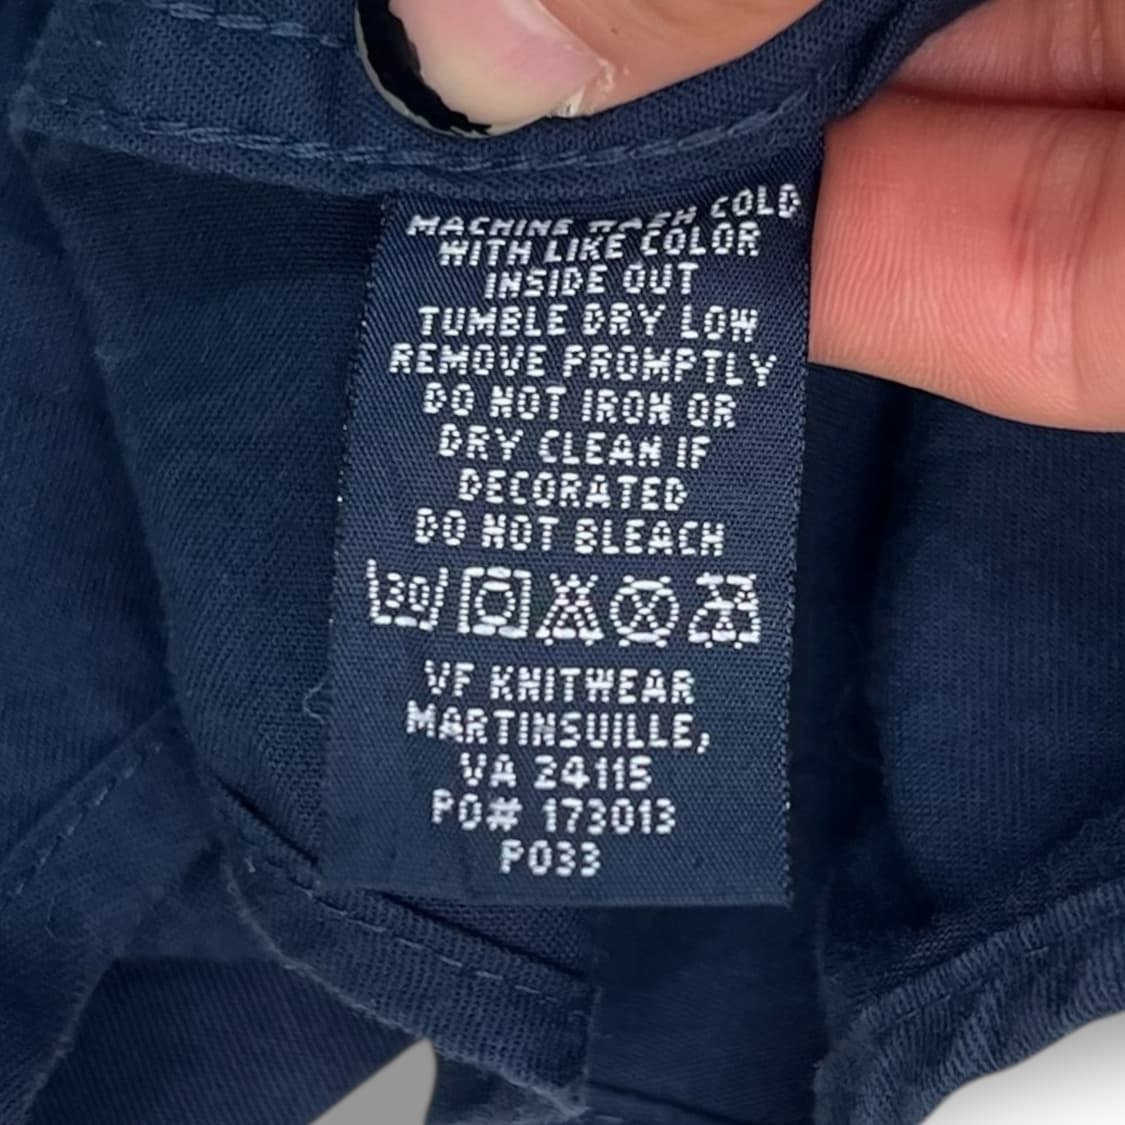 MACHINE WASH COLD
WITH LIKE COLOR
INSIDE OUT
TUMBLE DRY LOW
REMOVE PROMPTLY
DO NOT IRON OR
DRY CLEAN IF
DECORATED
DO NOT BLEACH
30
VF KNITWEAR
MARTINSUILLE,
VA 24115
PO# 173013
P033